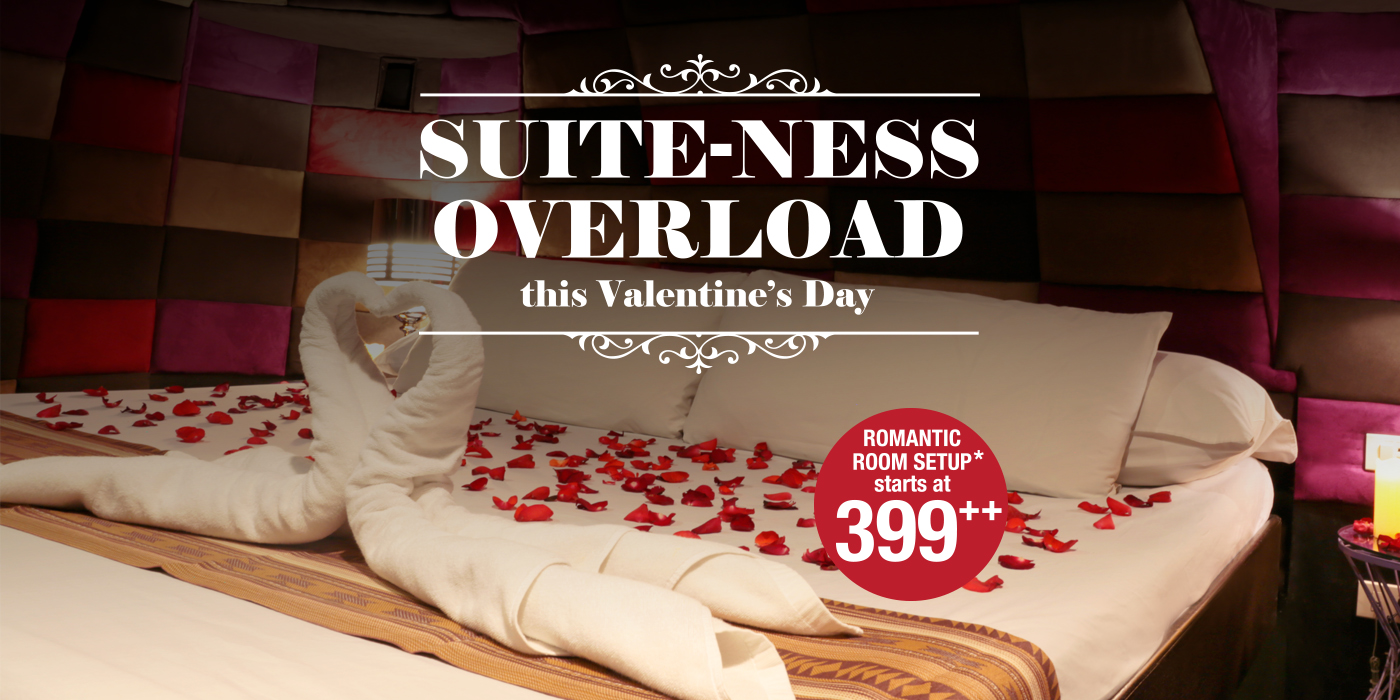 SUITE-NESS
OVERLOAD
this Valentine’s Day
ROMANTIC
ROOM SETUP*
starts at
399++